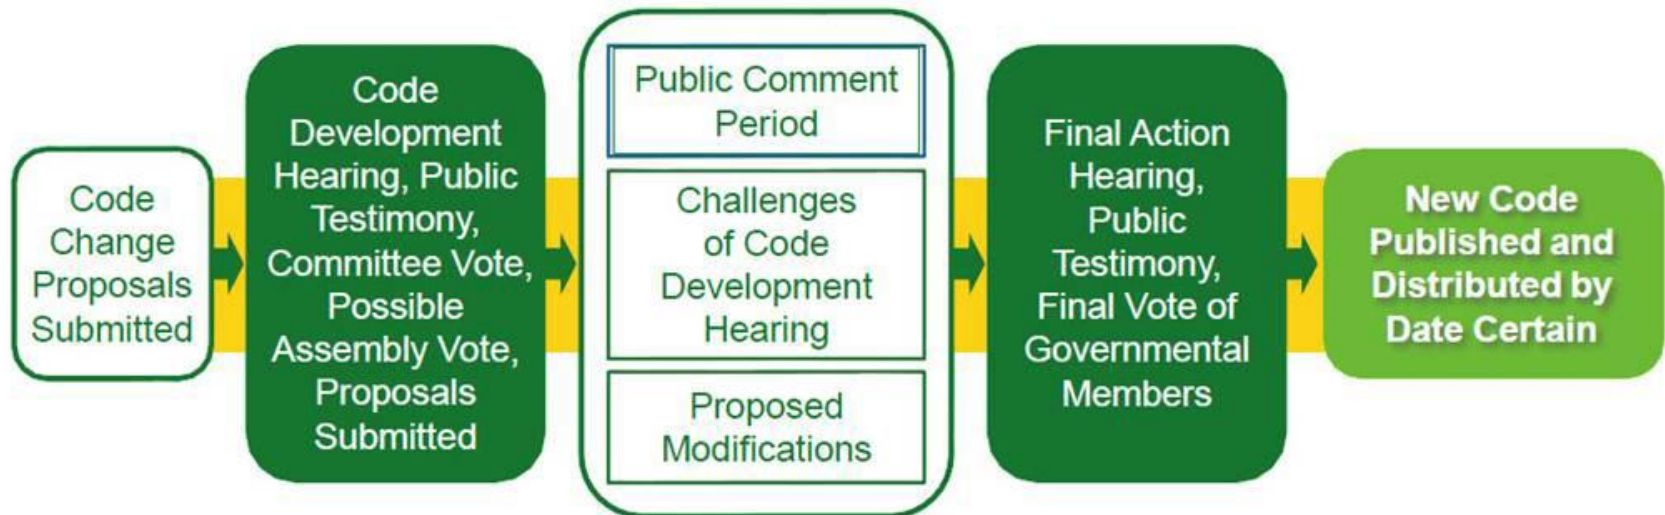 Code
Change
Proposals
Submitted
Code
Development
Hearing, Public
Testimony,
Committee Vote,
Possible
Assembly Vote,
Proposals
Submitted
Public Comment
Period
Challenges
of Code
Development
Hearing
Proposed
Modifications
Final Action
Hearing,
Public
Testimony,
Final Vote of
Governmental
Members
New Code
Published and
Distributed by
Date Certain